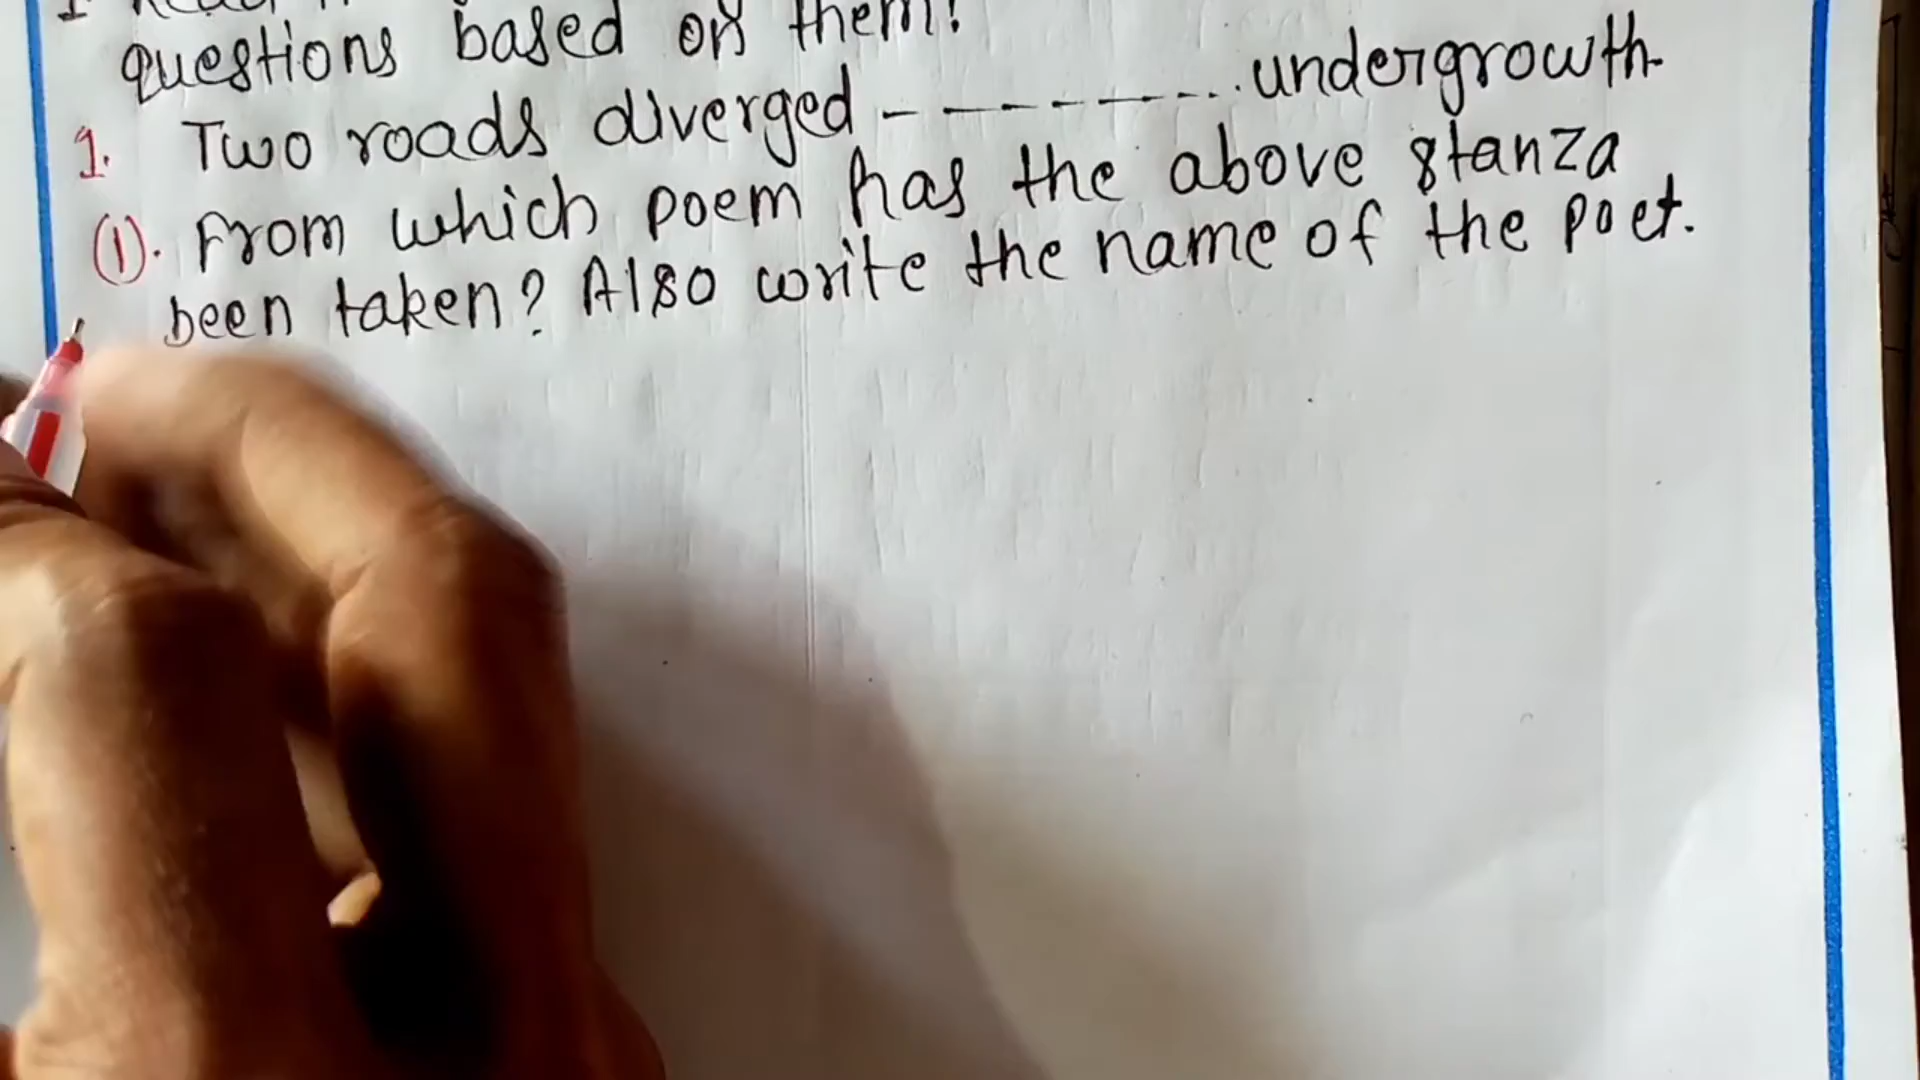 questions based on them!
1. Two roads diverged - - - - - - - - .. undergrowth.
(1). From which poem has the above stanza
been taken? Also write the name of the poet.